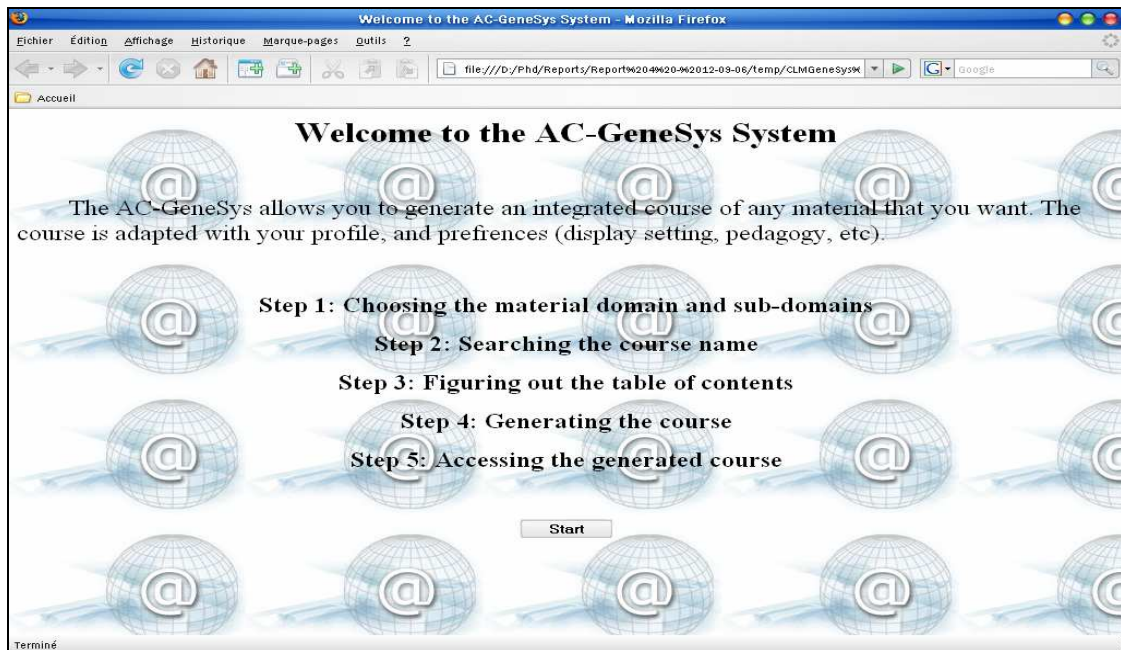 Welcome to the AC-GeneSys System - Mozilla Firefox
Fichier Édition Affichage Historique Marque-pages Outils ?
file:///D:/Phd/Reports/Report%204%20-%2012-09-06/temp/CLMGeneSys% G Google
Accueil
Welcome to the AC-GeneSys System
The AC-GeneSys allows you to generate an integrated course of any material that you want. The
course is adapted with your profile, and prefrences (display setting, pedagogy, etc).
Step 1: Choosing the material domain and sub-domains
Step 2: Searching the course name
Step 3: Figuring out the table of contents
Step 4: Generating the course
Step 5: Accessing the generated course
Start
Terminé